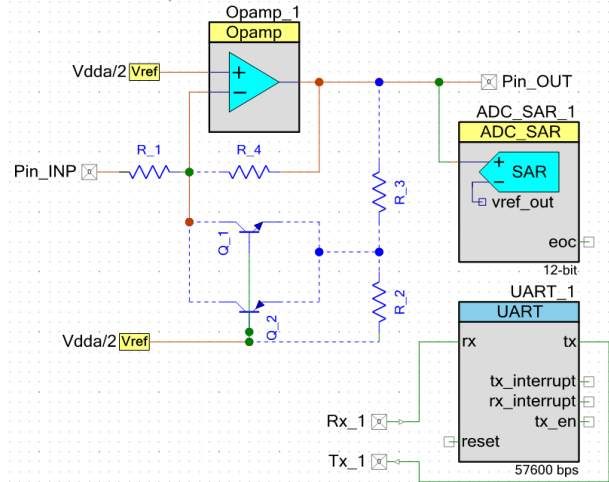 Opamp_1
Opamp
Vdda/2 Vref
Pin_OUT
ADC_SAR_1
ADC_SAR
SAR
vref_out
eoc
12-bit
R_1
R_4
Pin_INP
R_3
Q_1
Q_2
R_2
Vdda/2 Vref
UART_1
UART
rx
tx
tx_interrupt
rx_interrupt
tx_en
reset
57600 bps
Rx_1
Tx_1